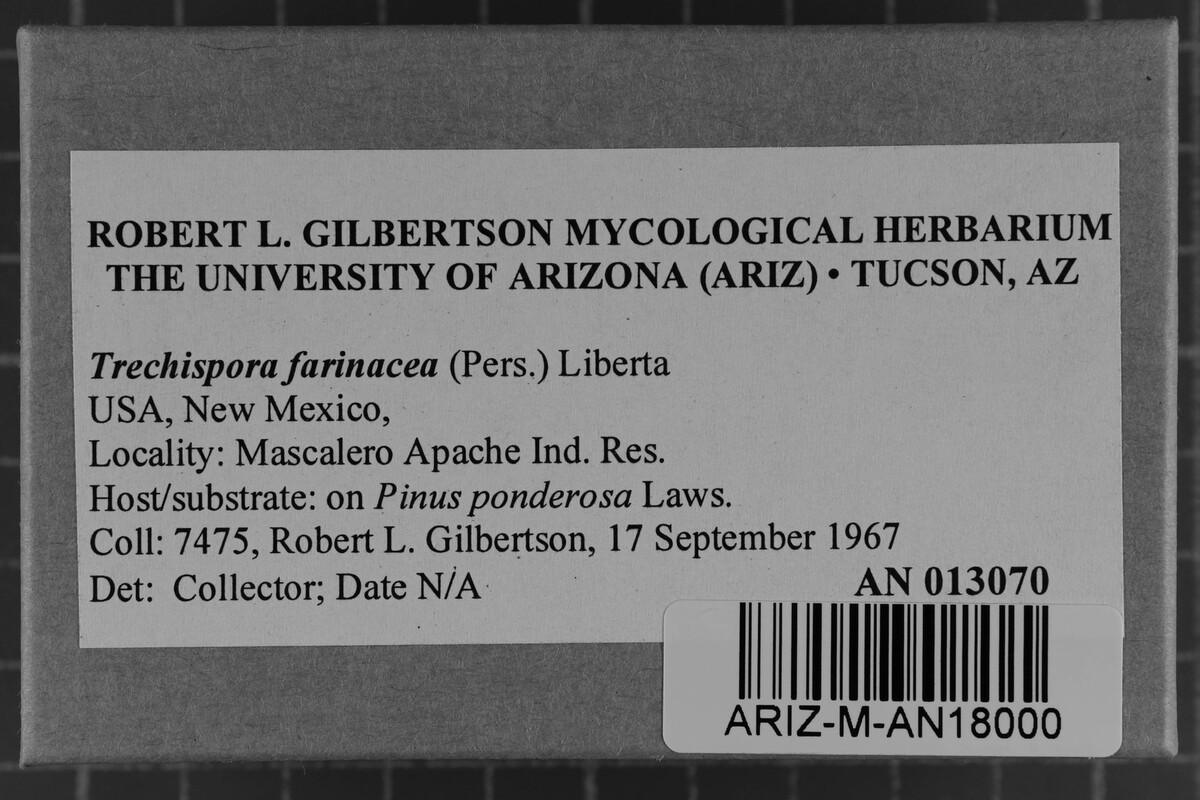 ROBERT L. GILBERTSON MYCOLOGICAL HERBARIUM
THE UNIVERSITY OF ARIZONA (ARIZ) • TUCSON, AZ
Trechispora farinacea (Pers.) Liberta
USA, New Mexico,
Locality: Mascalero Apache Ind. Res.
Host/substrate: on Pinus ponderosa Laws.
Coll: 7475, Robert L. Gilbertson, 17 September 1967
Det: Collector; Date N/A
AN 013070
ARIZ-M-AN18000